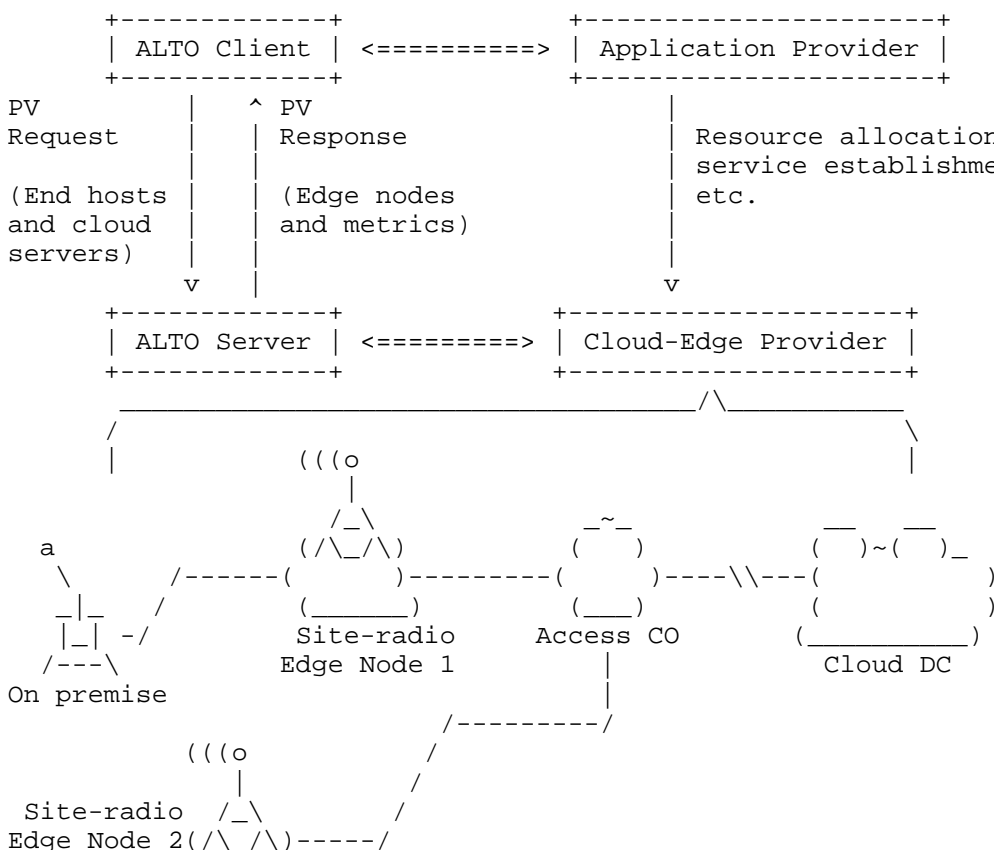 ALTO Client <==========> Application Provider
PV PV
Request Response Resource allocation
service establishme
(End hosts (Edge nodes etc.
and cloud and metrics)
servers)
ALTO Server <=========> Cloud-Edge Provider
(((o
a
Site-radio Access CO
Edge Node 1 Cloud DC
On premise
(((o
Site-radio
Edge Node 2